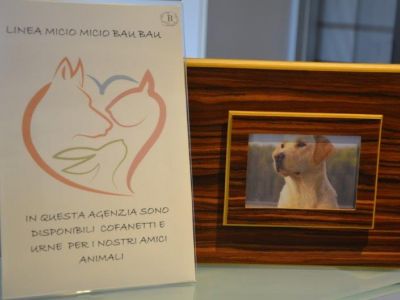 B
LINEA MICIO MICIO BAU BAU
IN QUESTA AGENZIA SONO
DISPONIBILI COFANETTI E
URNE PER I NOSTRI AMICI
ANIMALI